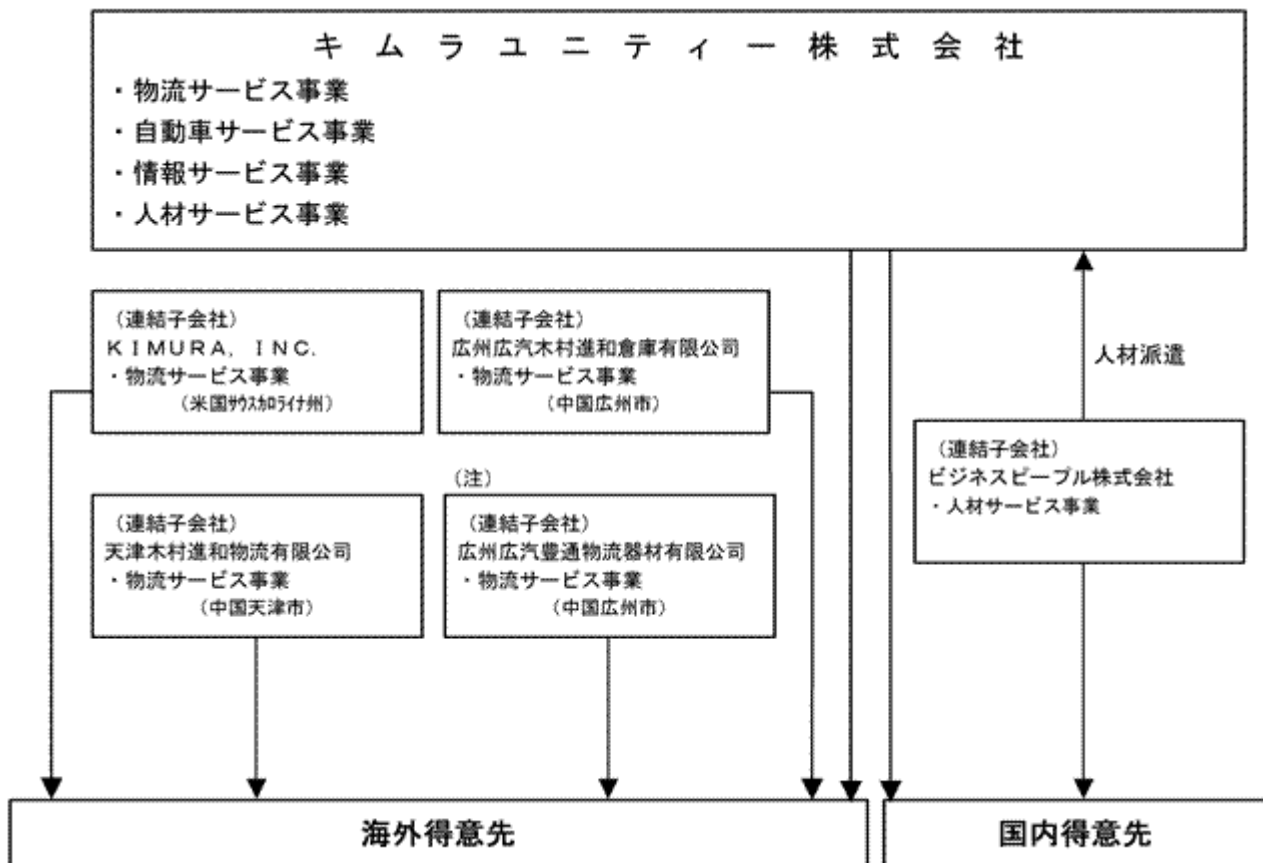 キムラユニティー株式会社
・物流サービス事業
・自動車サービス事業
・情報サービス事業
・人材サービス事業
（連結子会社）
ＫＩＭＵＲＡ，ＩＮＣ.
・物流サービス事業
（米国ｻｳｽｶﾛﾗｲﾅ州）
（連結子会社）
広州広汽木村進和倉庫有限公司
・物流サービス事業
（中国広州市）
人材派遣
（連結子会社）
ビジネスピープル株式会社
・人材サービス事業
（連結子会社）
天津木村進和物流有限公司
・物流サービス事業
（中国天津市）
（注）
（連結子会社）
広州広汽豊通物流器材有限公司
・物流サービス事業
（中国広州市）
海外得意先
国内得意先